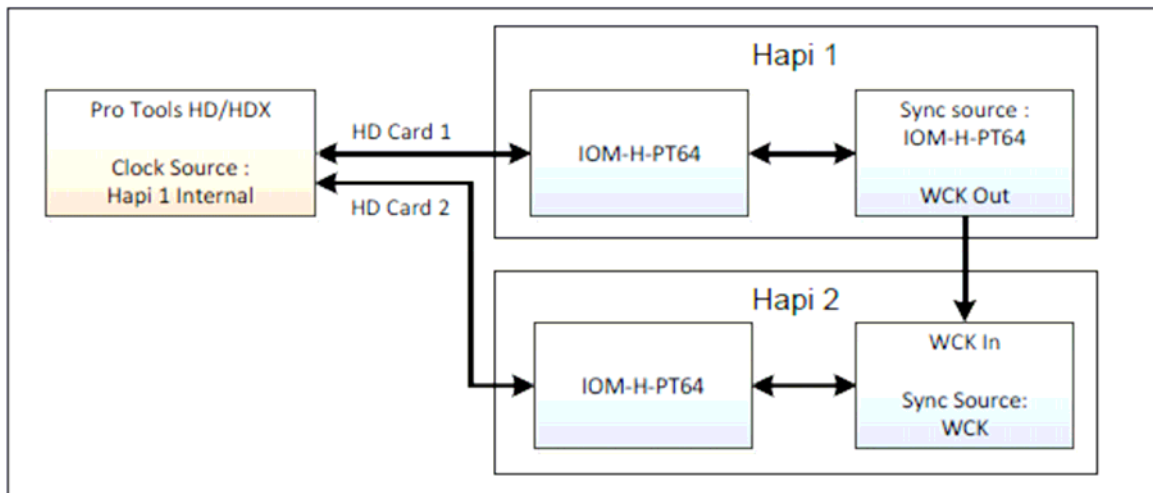 Hapi 1
Pro Tools HD/HDX
Clock Source :
Hapi 1 Internal
HD Card 1
HD Card 2
IOM-H-PT64
Sync source :
IOM-H-PT64
WCK Out
Hapi 2
IOM-H-PT64
WCK In
Sync Source:
WCK